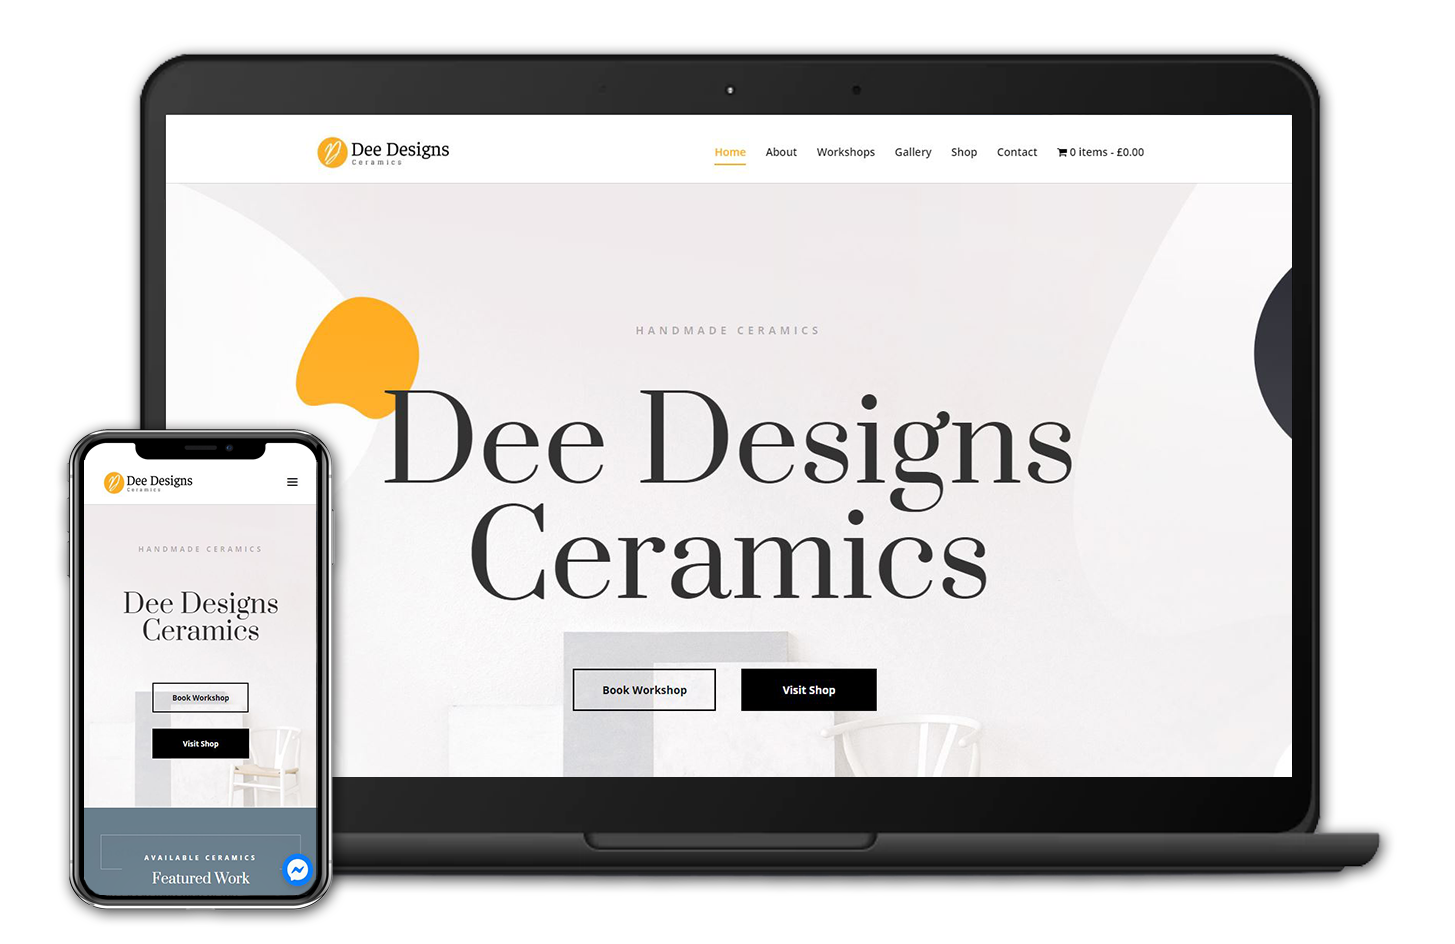 Dee Designs
Ceramics
Home About Workshops Gallery Shop Contact 0 items - £0.00
HANDMADE CERAMICS
Dee Designs
Ceramics
Book Workshop Visit Shop
Dee Designs
Ceramics
HANDMADE CERAMICS
Dee Designs
Ceramics
Book Workshop
Visit Shop
AVAILABLE CERAMICS
Featured Work